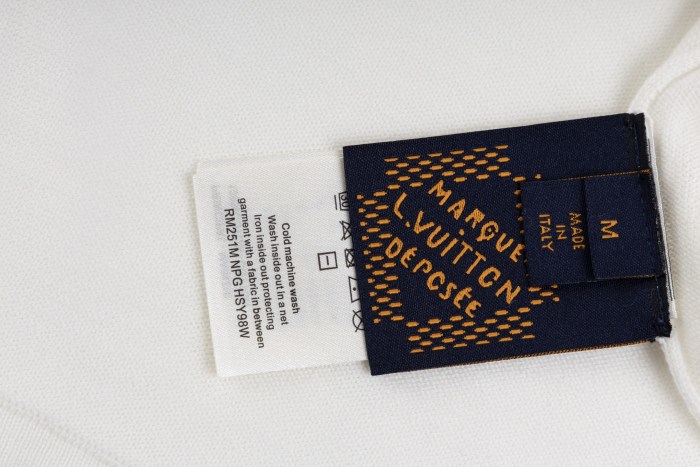 MARQUE
L.VUITTON
DÉPOSÉE
M
MADE
IN
ITALY
30
Cold machine wash
Wash inside out in a net
Iron inside out protecting
garment with a fabric in between
RM251M NPG HSY98W